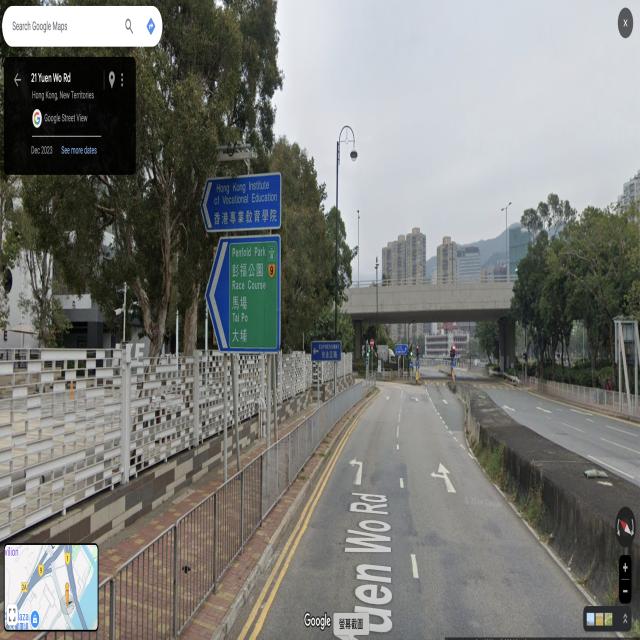 Search Google Maps
21 Yuen Wo Rd
Hong Kong, New Territories
Google Street View
Dec 2023
See more dates
Hong Kong Institute
of Vocational Education
香港專業教育學院
Penfold Park
彭福公園
9
Race Course
馬場
Tai Po
大埔
Yuen Wo Rd
Google
螢幕截圖